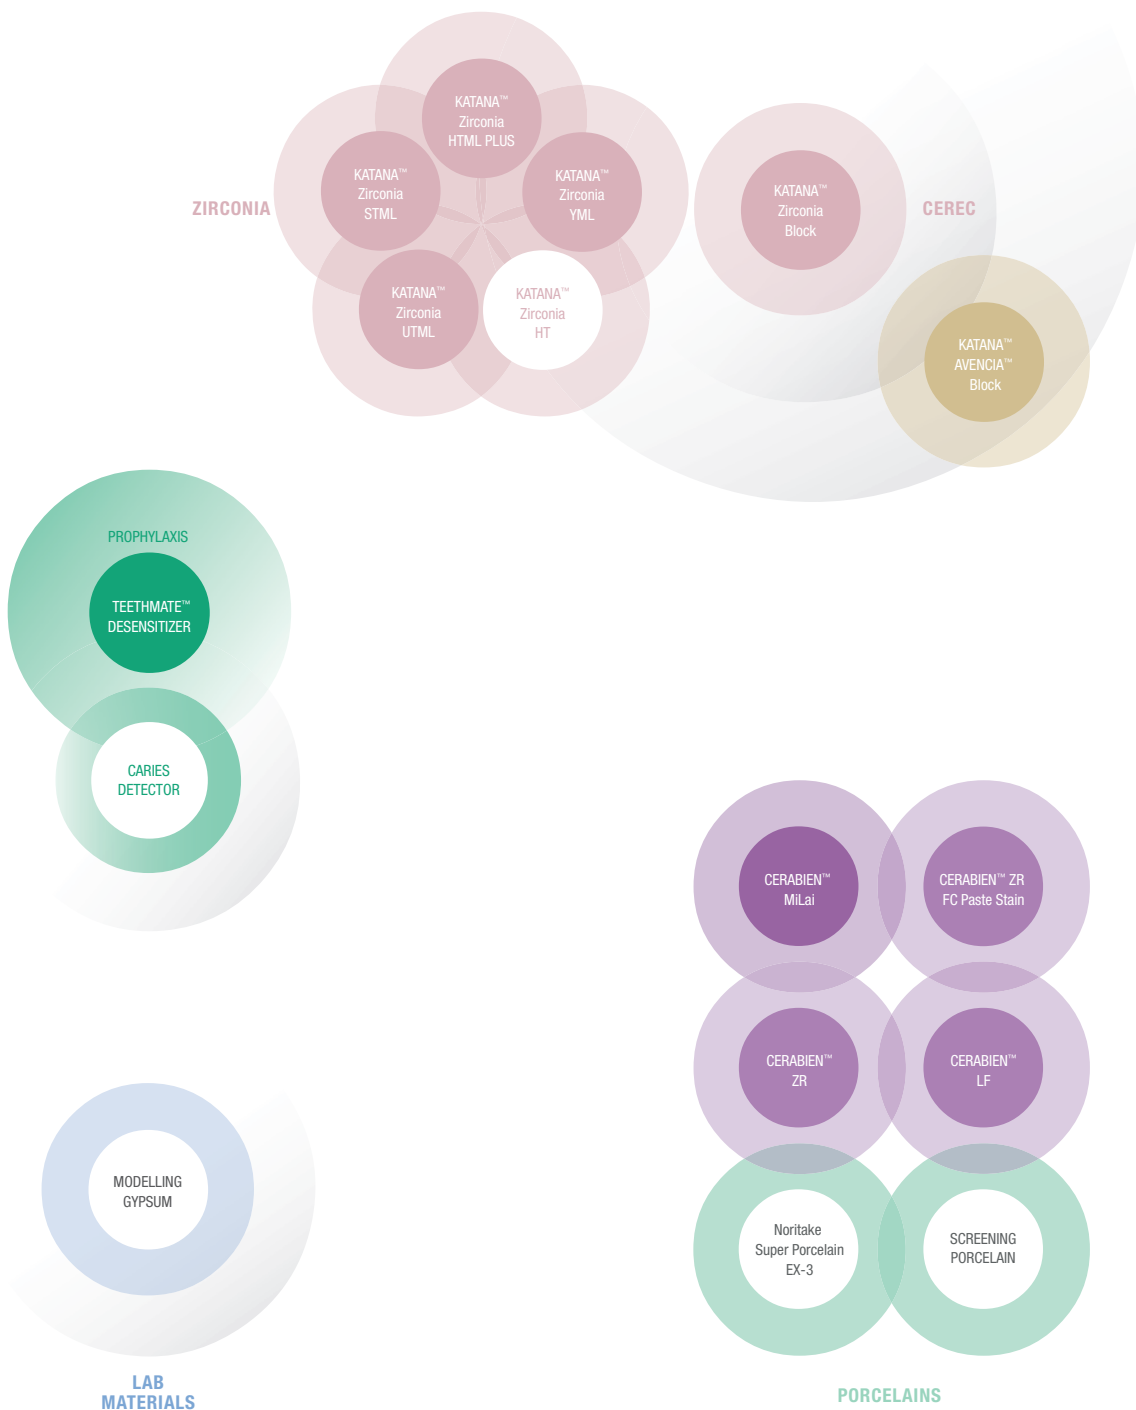 KATANA™
Zirconia
HTML PLUS
KATANA™
Zirconia
STML
KATANA™
Zirconia
YML
ZIRCONIA
KATANA™
Zirconia
UTML
KATANA™
Zirconia
HT
KATANA™
Zirconia
Block
CEREC
KATANA™
AVENCIA™
Block
PROPHYLAXIS
TEETHMATE™
DESENSITIZER
CARIES
DETECTOR
CERABIEN™
MiLai
CERABIEN™ ZR
FC Paste Stain
CERABIEN™
ZR
CERABIEN™
LF
MODELLING
GYPSUM
Noritake
Super Porcelain
EX-3
SCREENING
PORCELAIN
LAB
MATERIALS
PORCELAINS